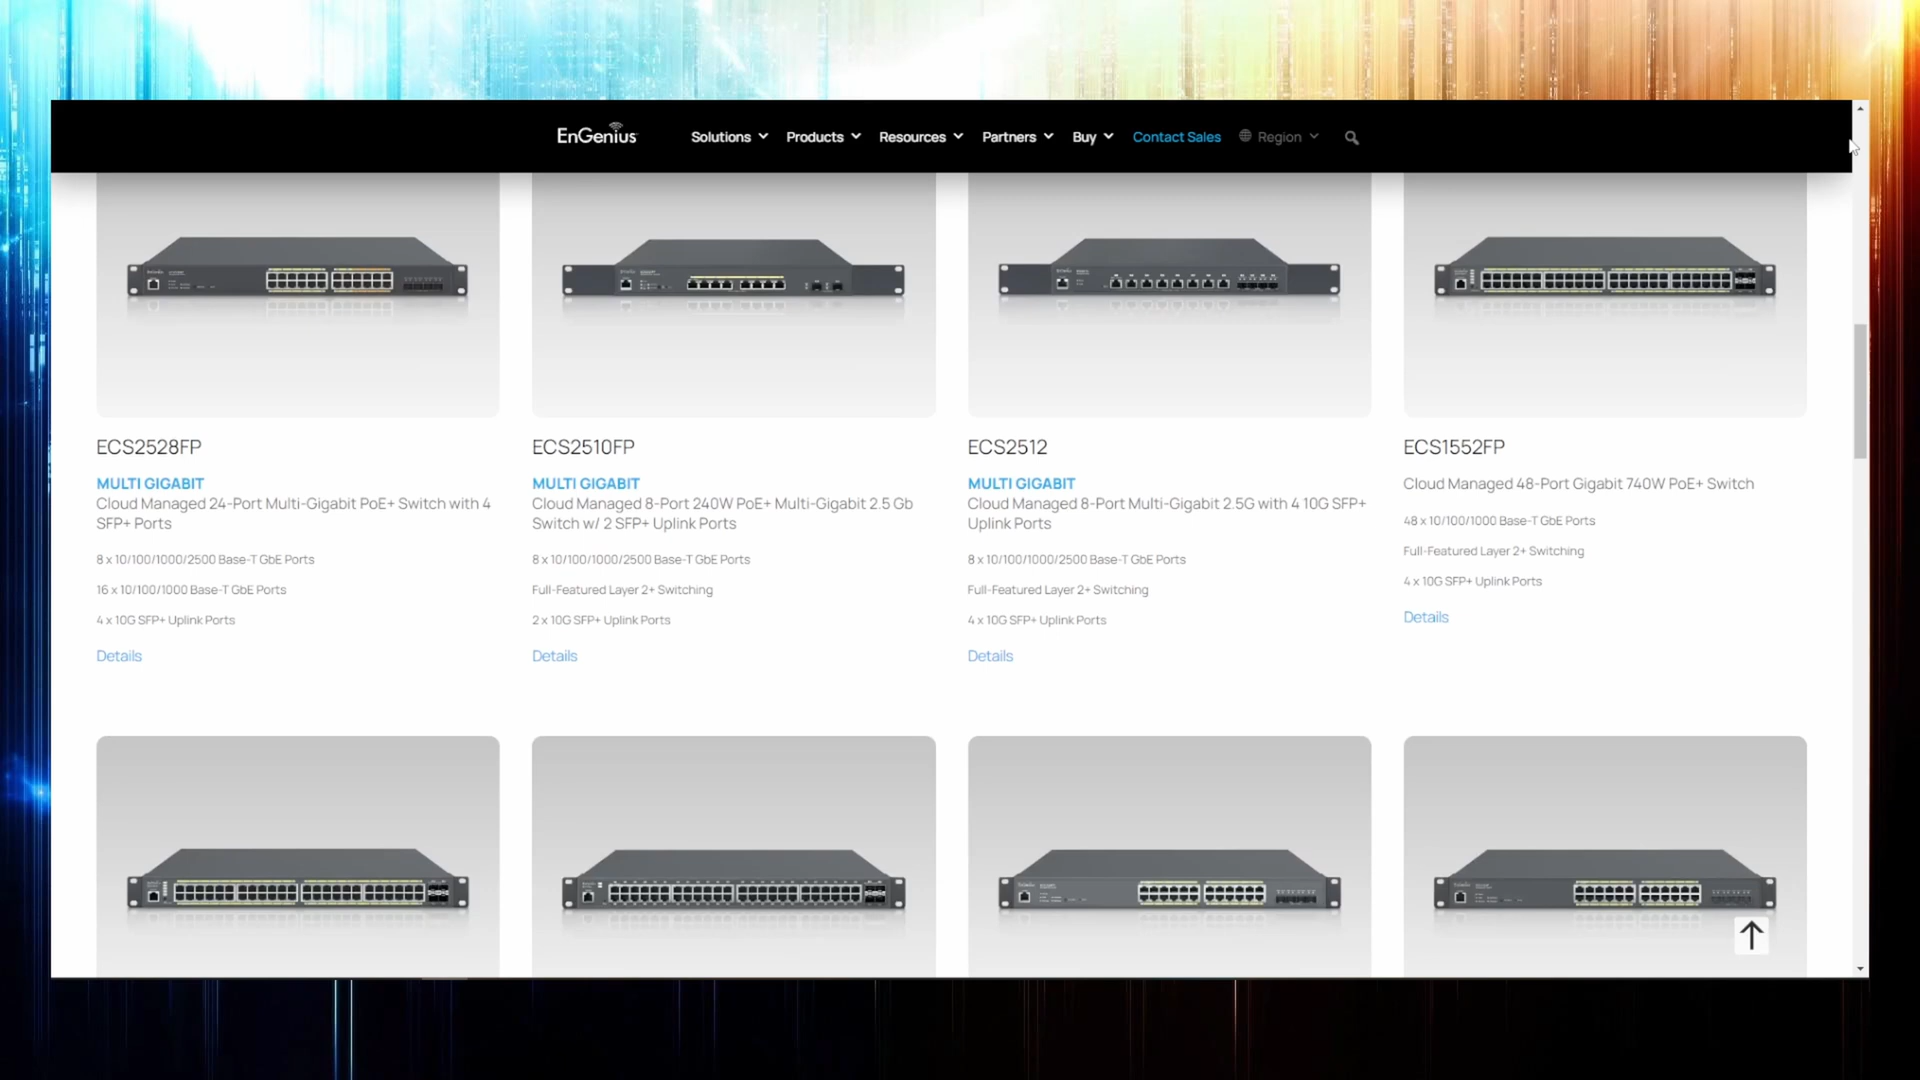 EnGenius
Solutions
Products
Resources
Partners
Buy
Contact Sales
Region
ECS2528FP
MULTI GIGABIT
Cloud Managed 24-Port Multi-Gigabit PoE+ Switch with 4
SFP+ Ports
8 x 10/100/1000/2500 Base-T GbE Ports
16 x 10/100/1000 Base-T GbE Ports
4 x 10G SFP+ Uplink Ports
Details
ECS2510FP
MULTI GIGABIT
Cloud Managed 8-Port 240W PoE+ Multi-Gigabit 2.5 Gb
Switch w/ 2 SFP+ Uplink Ports
8 x 10/100/1000/2500 Base-T GbE Ports
Full-Featured Layer 2+ Switching
2 x 10G SFP+ Uplink Ports
Details
ECS2512
MULTI GIGABIT
Cloud Managed 8-Port Multi-Gigabit 2.5G with 4 10G SFP+
Uplink Ports
8 x 10/100/1000/2500 Base-T GbE Ports
Full-Featured Layer 2+ Switching
4 x 10G SFP+ Uplink Ports
Details
ECS1552FP
Cloud Managed 48-Port Gigabit 740W PoE+ Switch
48 x 10/100/1000 Base-T GbE Ports
Full-Featured Layer 2+ Switching
4 x 10G SFP+ Uplink Ports
Details